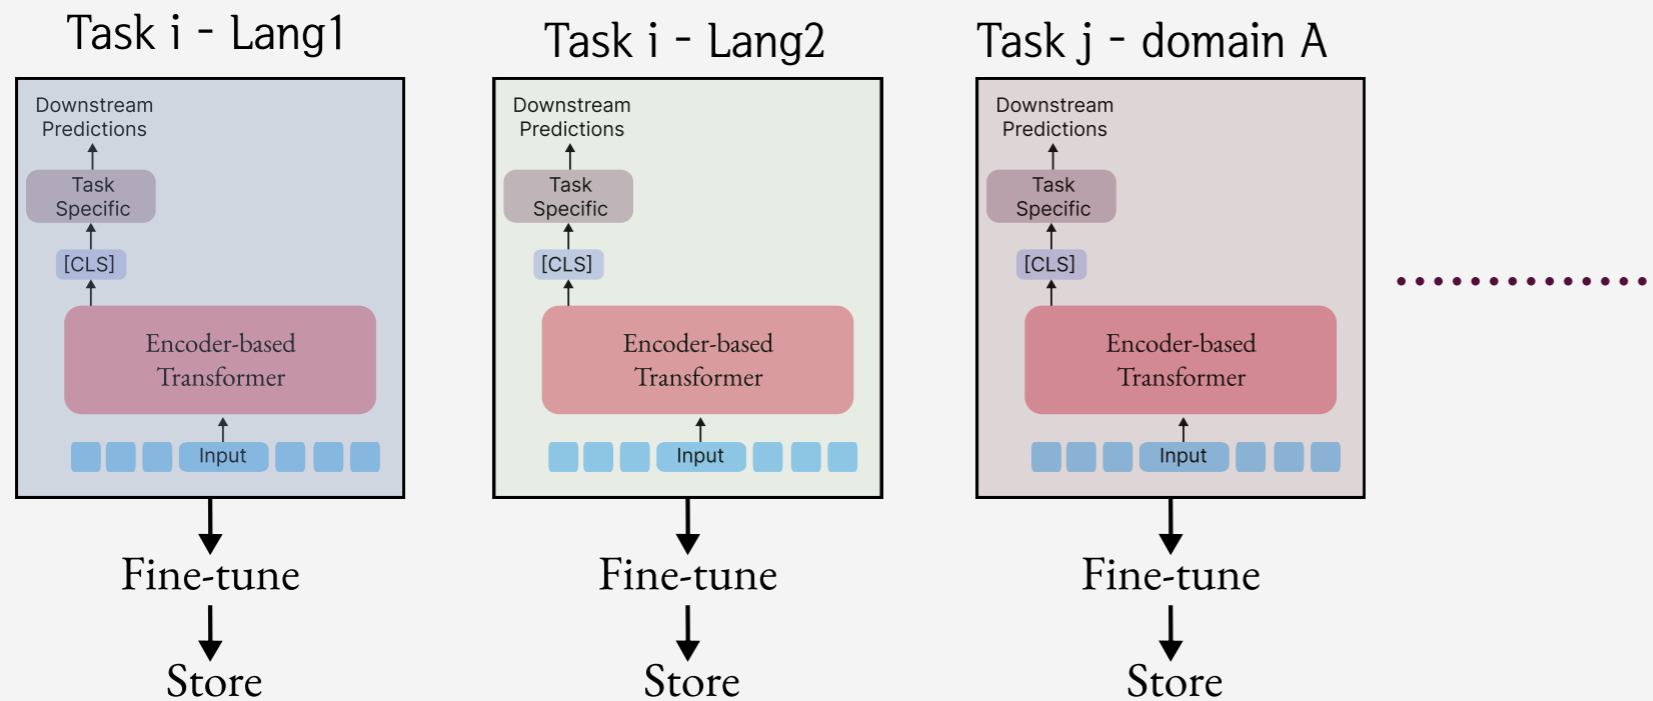 Task i - Lang1
Downstream
Predictions
Task
Specific
[CLS]
Encoder-based
Transformer
Input
Fine-tune
Store
Task i - Lang2
Downstream
Predictions
Task
Specific
[CLS]
Encoder-based
Transformer
Input
Fine-tune
Store
Task j - domain A
Downstream
Predictions
Task
Specific
[CLS]
Encoder-based
Transformer
Input
Fine-tune
Store